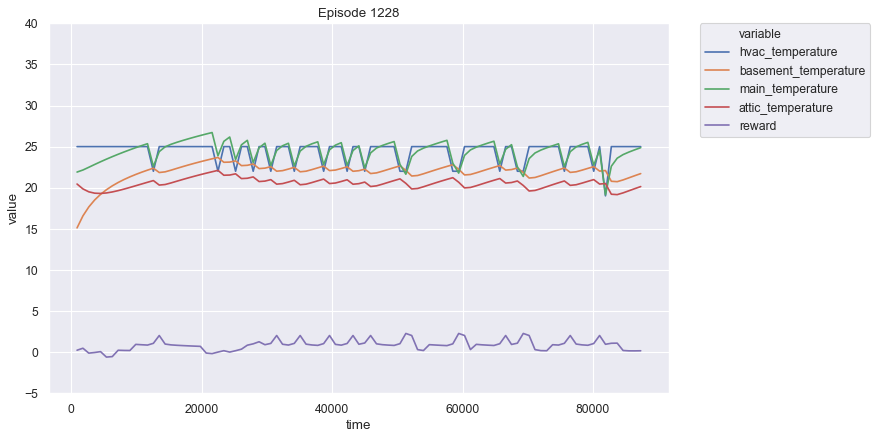 Episode 1228
40
35
30
25
20
15
10
5
0
−5
value
0 20000 40000 60000 80000
time
variable
hvac_temperature
basement_temperature
main_temperature
attic_temperature
reward